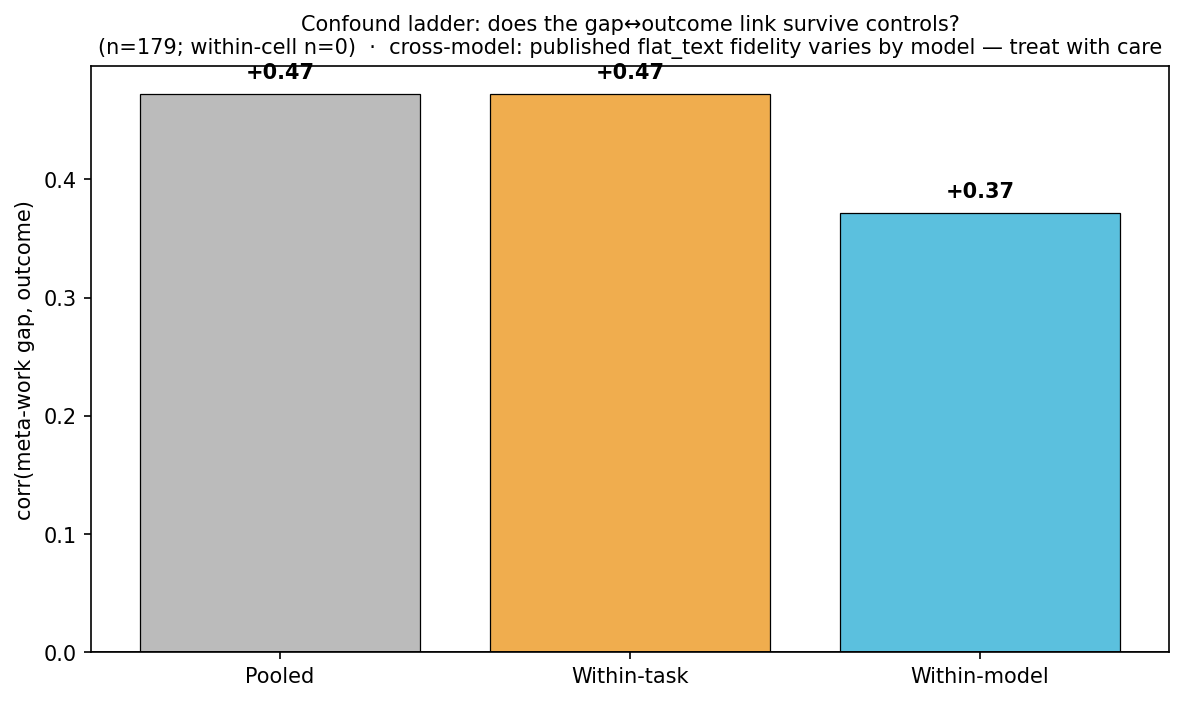 Confound ladder: does the gap↔outcome link survive controls?
(n=179; within-cell n=0)  ·  cross-model: published flat_text fidelity varies by model — treat with care
+0.47
+0.47
+0.37
0.4
0.3
0.2
0.1
0.0
corr(meta-work gap, outcome)
Pooled
Within-task
Within-model